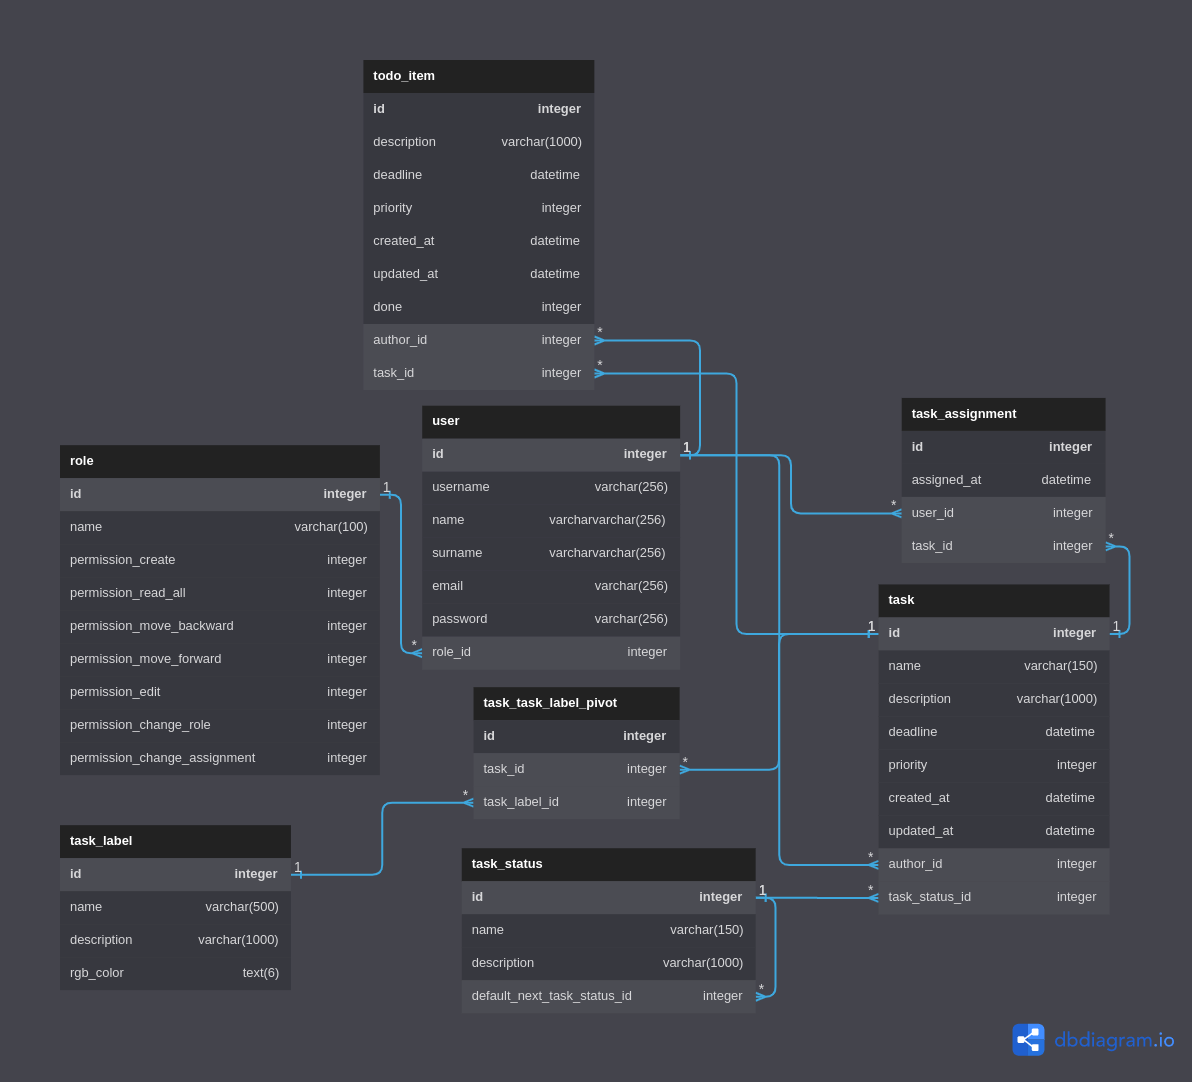 todo_item
id integer
description varchar(1000)
deadline datetime
priority integer
created_at datetime
updated_at datetime
done integer
author_id integer *
task_id integer *
user
id integer 1
username varchar(256)
name varcharvarchar(256)
surname varcharvarchar(256)
email varchar(256)
password varchar(256)
* role_id integer
role
id integer 1
name varchar(100)
permission_create integer
permission_read_all integer
permission_move_backward integer
permission_move_forward integer
permission_edit integer
permission_change_role integer
permission_change_assignment integer
task_assignment
id integer
assigned_at datetime
* user_id integer
task_id integer *
task
1 id integer 1
name varchar(150)
description varchar(1000)
deadline datetime
priority integer
created_at datetime
updated_at datetime
* author_id integer
* task_status_id integer
task_task_label_pivot
id integer
task_id integer *
* task_label_id integer
task_label
id integer 1
name varchar(500)
description varchar(1000)
rgb_color text(6)
task_status
id integer 1
name varchar(150)
description varchar(1000)
default_next_task_status_id integer *
dbdiagram.io